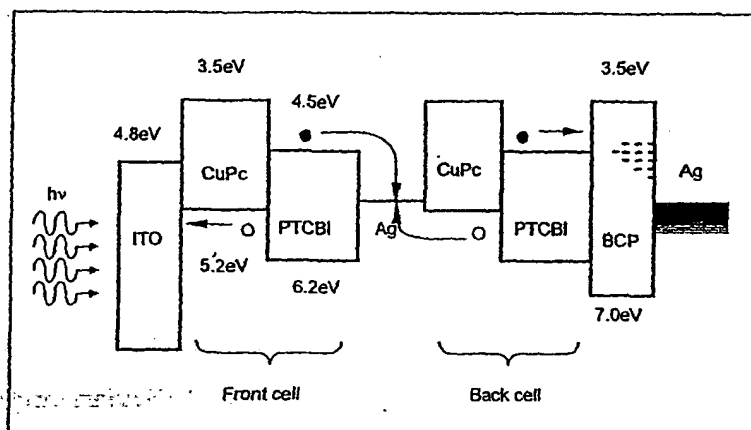 3.5eV
3.5eV
4.5eV
4.8eV
CuPc
CuPc
Ag
hν
ITO
PTCBI
Ag
PTCBI
BCP
5.2eV
6.2eV
7.0eV
Front cell
Back cell